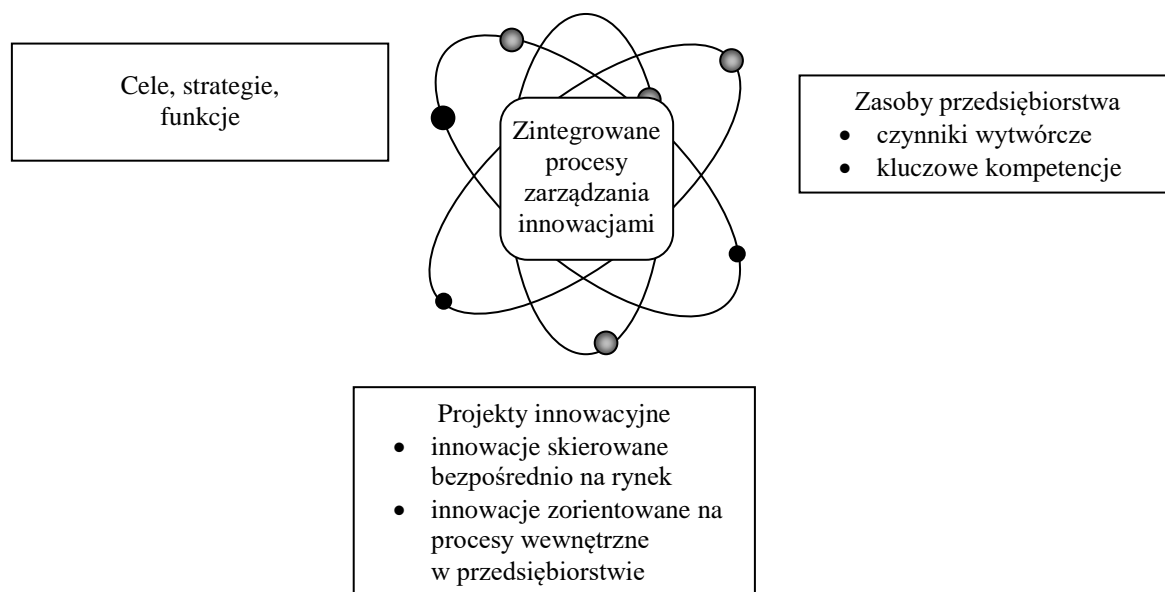 Cele, strategie,
funkcje
Zintegrowane
procesy
zarządzania
innowacjami
Zasoby przedsiębiorstwa
• czynniki wytwórcze
• kluczowe kompetencje
Projekty innowacyjne
• innowacje skierowane
bezpośrednio na rynek
• innowacje zorientowane na
procesy wewnętrzne
w przedsiębiorstwie